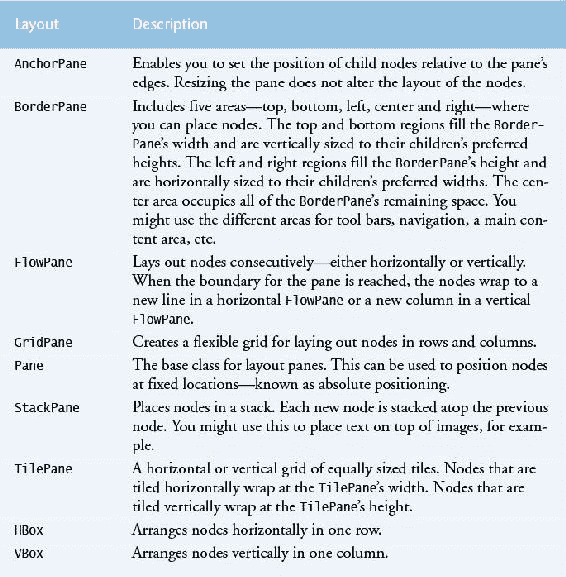 Layout Description
AnchorPane Enables you to set the position of child nodes relative to the pane's
edges. Resizing the pane does not alter the layout of the nodes.
BorderPane Includes five areas—top, bottom, left, center and right—where
you can place nodes. The top and bottom regions fill the Border-
Pane's width and are vertically sized to their children's preferred
heights. The left and right regions fill the BorderPane's height and
are horizontally sized to their children's preferred widths. The cen-
ter area occupies all of the BorderPane's remaining space. You
might use the different areas for tool bars, navigation, a main con-
tent area, etc.
FlowPane Lays out nodes consecutively—either horizontally or vertically.
When the boundary for the pane is reached, the nodes wrap to a
new line in a horizontal FlowPane or a new column in a vertical
FlowPane.
GridPane Creates a flexible grid for laying out nodes in rows and columns.
Pane The base class for layout panes. This can be used to position nodes
at fixed locations—known as absolute positioning.
StackPane Places nodes in a stack. Each new node is stacked atop the previous
node. You might use this to place text on top of images, for exam-
ple.
TilePane A horizontal or vertical grid of equally sized tiles. Nodes that are
tiled horizontally wrap at the TilePane's width. Nodes that are
tiled vertically wrap at the TilePane's height.
HBox Arranges nodes horizontally in one row.
VBox Arranges nodes vertically in one column.